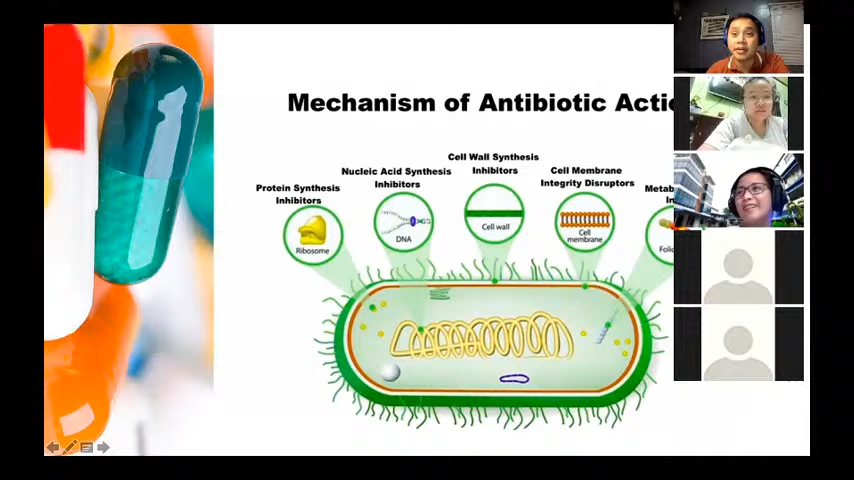 Mechanism of Antibiotic
Cell Wall Synthesis
Inhibitors
Nucleic Acid Synthesis
Inhibitors
Cell Membrane
Integrity Disruptors
Protein Synthesis
Inhibitors
Ribosome
DNA
Cell wall
Cell
membrane